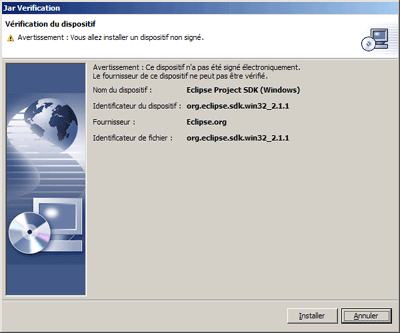 Jar Verification
Vérification du dispositif
Avertissement : Vous allez installer un dispositif non signé.
Avertissement : Ce dispositif n'a pas été signé électroniquement.
Le fournisseur de ce dispositif ne peut pas être vérifié.
Nom du dispositif : Eclipse Project SDK (Windows)
Identificateur du dispositif : org.eclipse.sdk.win32_2.1.1
Fournisseur : Eclipse.org
Identificateur de fichier : org.eclipse.sdk.win32_2.1.1
Installer Annuler